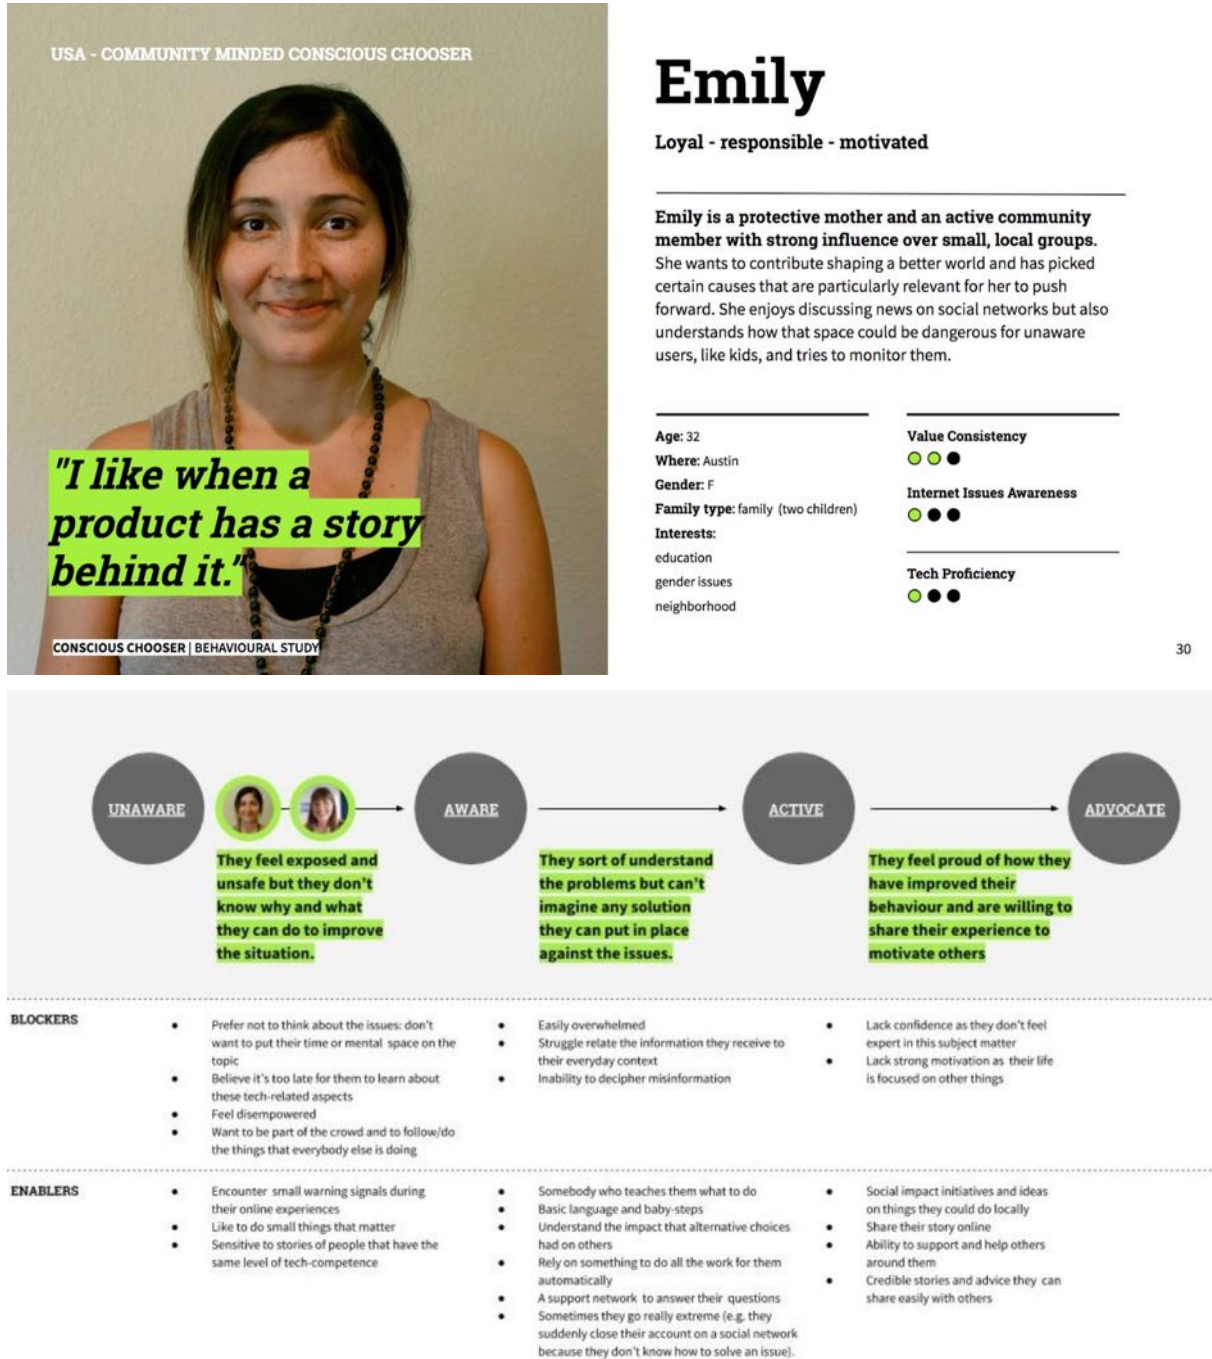 USA - COMMUNITY MINDED CONSCIOUS CHOOSER
"I like when a
product has a story
behind it."
CONSCIOUS CHOOSER | BEHAVIOURAL STUDY
Emily
Loyal - responsible - motivated
Emily is a protective mother and an active community
member with strong influence over small, local groups.
She wants to contribute shaping a better world and has picked
certain causes that are particularly relevant for her to push
forward. She enjoys discussing news on social networks but also
understands how that space could be dangerous for unaware
users, like kids, and tries to monitor them.
Age: 32
Where: Austin
Gender: F
Family type: family (two children)
Interests:
education
gender issues
neighborhood
Value Consistency
Internet Issues Awareness
Tech Proficiency
30
UNAWARE
AWARE
ACTIVE
ADVOCATE
They feel exposed and
unsafe but they don't
know why and what
they can do to improve
the situation.
They sort of understand
the problems but can't
imagine any solution
they can put in place
against the issues.
They feel proud of how they
have improved their
behaviour and are willing to
share their experience to
motivate others
BLOCKERS
Prefer not to think about the issues: don't
want to put their time or mental space on the
topic
Believe it's too late for them to learn about
these tech-related aspects
Feel disempowered
Want to be part of the crowd and to follow/do
the things that everybody else is doing
Easily overwhelmed
Struggle relate the information they receive to
their everyday context
Inability to decipher misinformation
Lack confidence as they don't feel
expert in this subject matter
Lack strong motivation as their life
is focused on other things
ENABLERS
Encounter small warning signals during
their online experiences
Like to do small things that matter
Sensitive to stories of people that have the
same level of tech-competence
Somebody who teaches them what to do
Basic language and baby-steps
Understand the impact that alternative choices
had on others
Rely on something to do all the work for them
automatically
A support network to answer their questions
Sometimes they go really extreme (e.g. they
suddenly close their account on a social network
because they don't know how to solve an issue).
Social impact initiatives and ideas
on things they could do locally
Share their story online
Ability to support and help others
around them
Credible stories and advice they can
share easily with others